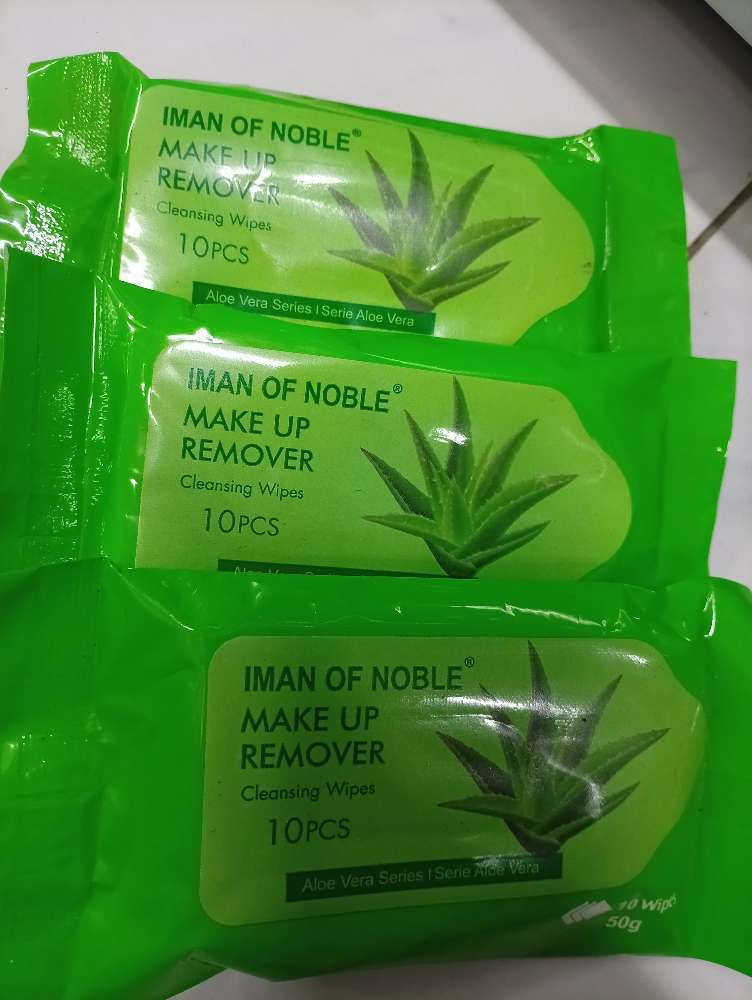 IMAN OF NOBLE®
MAKE UP
REMOVER
Cleansing Wipes
10PCS
Aloe Vera Series I Serie Aloe Vera
IMAN OF NOBLE®
MAKE UP
REMOVER
Cleansing Wipes
10PCS
IMAN OF NOBLE®
MAKE UP
REMOVER
Cleansing Wipes
10PCS
Aloe Vera Series I Serie Aloe Vera
10 Wipes
50g